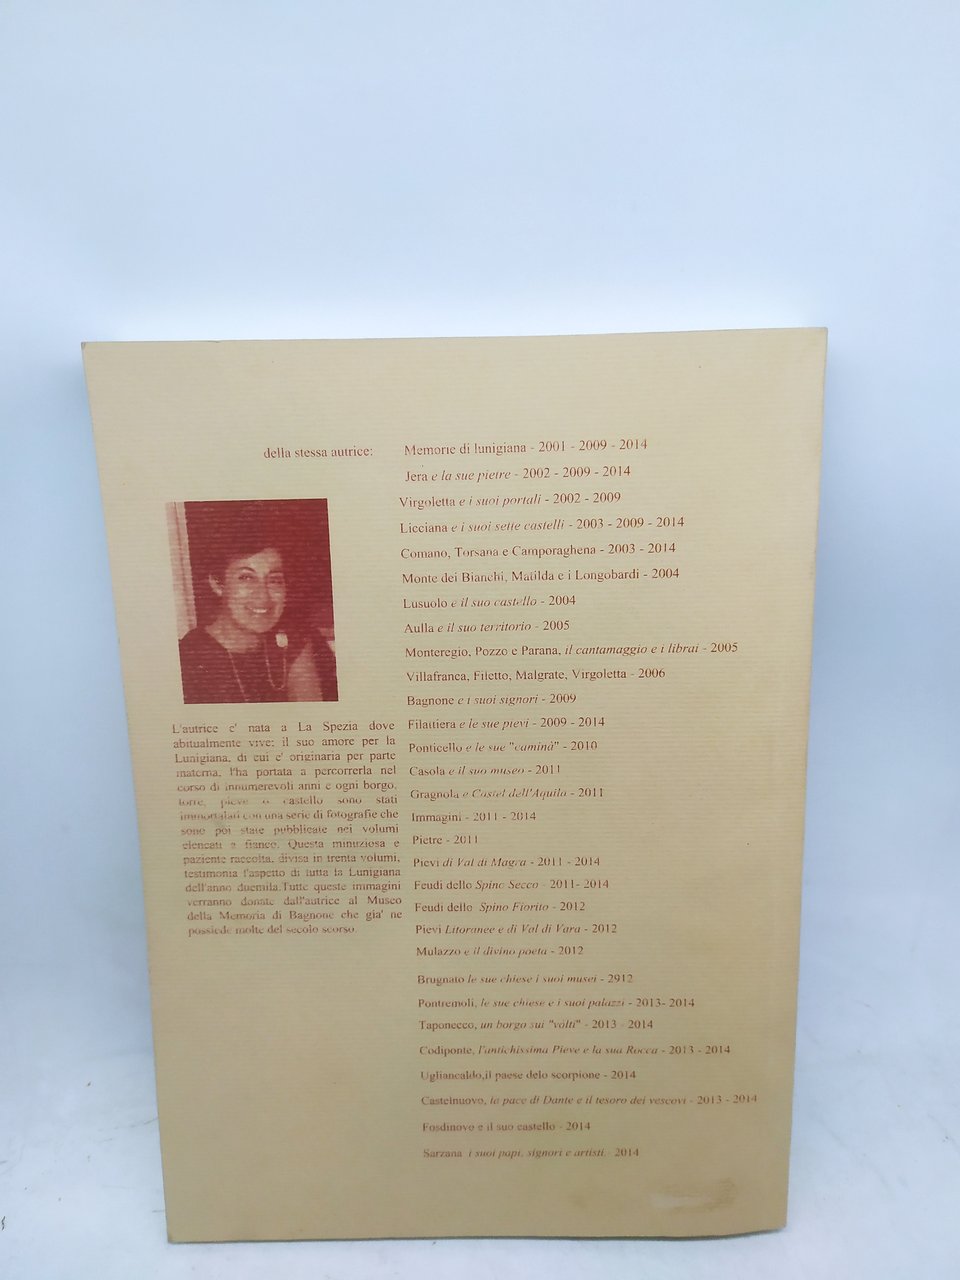 della stessa autrice:
Memorie di lunigiana - 2001 - 2009 - 2014
Jera e la sue pietre - 2002 - 2009 - 2014
Virgoletta e i suoi portali - 2002 - 2009
Licciana e i suoi sette castelli - 2003 - 2009 - 2014
Comano, Torsana e Camporaghena - 2003 - 2014
Monte dei Bianchi, Matilda e i Longobardi - 2004
Lusuolo e il suo castello - 2004
Aulla e il suo territorio - 2005
Monteregio, Pozzo e Parana, il cantamaggio e i librai - 2005
Villafranca, Filetto, Malgrate, Virgoletta - 2006
Bagnone e i suoi signori - 2009
Filattiera e le sue pievi - 2009 - 2014
Ponticello e le sue "caminà" - 2010
Casola e il suo museo - 2011
Gragnola e Castel dell'Aquila - 2011
Immagini - 2011 - 2014
Pietre - 2011
Pievi di Val di Magra - 2011 - 2014
Feudi dello Spino Secco - 2011- 2014
Feudi dello Spino Fiorito - 2012
Pievi Litoranee e di Val di Vara - 2012
Mulazzo e il divino poeta - 2012
Brugnato le sue chiese i suoi musei - 2912
Pontremoli, le sue chiese e i suoi palazzi - 2013- 2014
Taponecco, un borgo sui "volti" - 2013 - 2014
Codiponte, l'antichissima Pieve e la sua Rocca - 2013 - 2014
Ugliancaldo,il paese delo scorpione - 2014
Castelnuovo, la pace di Dante e il tesoro dei vescovi - 2013 - 2014
Fosdinovo e il suo castello - 2014
Sarzana i suoi papi, signori e artisti. - 2014
L'autrice e' nata a La Spezia dove
abitualmente vive: il suo amore per la
Lunigiana, di cui e' originaria per parte
materna, l'ha portata a percorrerla nel
corso di innumerevoli anni e ogni borgo,
torre, pieve o castello sono stati
immortalati con una serie di fotografie che
sono poi state pubblicate nei volumi
elencati a fianco. Questa minuziosa e
paziente raccolta, divisa in trenta volumi,
testimonia l'aspetto di tutta la Lunigiana
dell'anno duemila.Tutte queste immagini
verranno donate dall'autrice al Museo
della Memoria di Bagnone che gia' ne
possiede molte del secolo scorso.